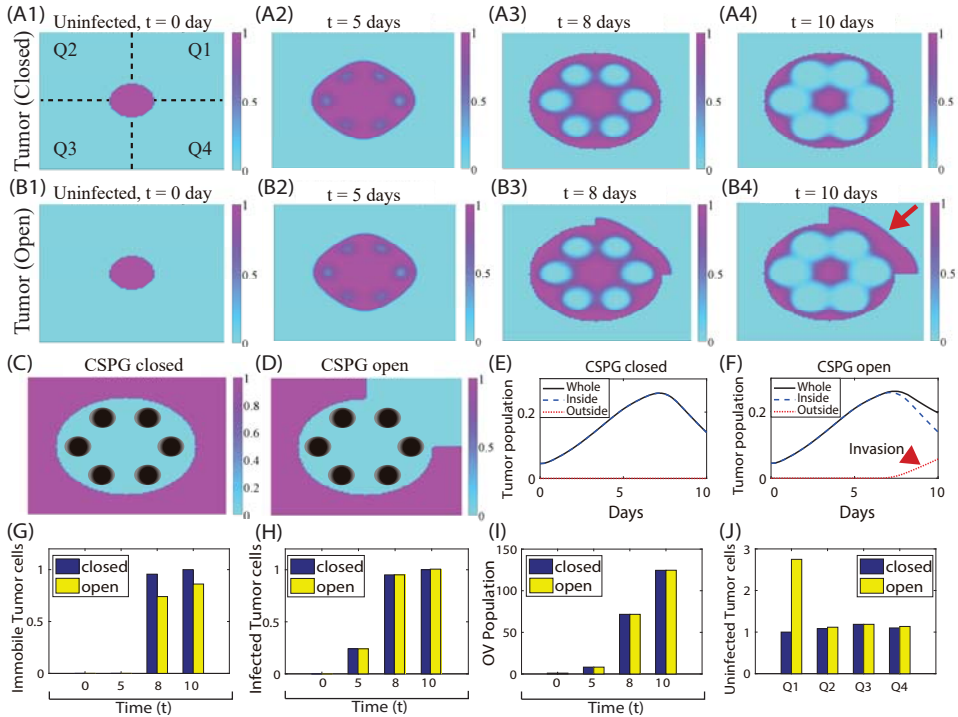 (A1) Uninfected, t = 0 day
(A2) t = 5 days
(A3) t = 8 days
(A4) t = 10 days
Tumor (Closed)
Q2
Q1
Q3
Q4
1
0.5
0
1
0.5
0
1
0.5
0
1
0.5
0
(B1) Uninfected, t = 0 day
(B2) t = 5 days
(B3) t = 8 days
(B4) t = 10 days
Tumor (Open)
1
0.5
0
1
0.5
0
1
0.5
0
1
0.5
0
(C) CSPG closed
1
0.8
0.6
0.4
0.2
0
(D) CSPG open
1
0.5
0
(E) CSPG closed
Tumor population
Whole
Inside
Outside
0.2
0
0 5 10
Days
(F) CSPG open
Tumor population
Whole
Inside
Outside
Invasion
0.2
0
0 5 10
Days
(G)
Immobile Tumor cells
closed
open
1
0.5
0
0 5 8 10
Time (t)
(H)
Infected Tumor cells
closed
open
1
0.5
0
0 5 8 10
Time (t)
(I)
OV Population
closed
open
150
100
50
0
0 5 8 10
Time (t)
(J)
Uninfected Tumor cells
closed
open
3
2
1
0
Q1 Q2 Q3 Q4